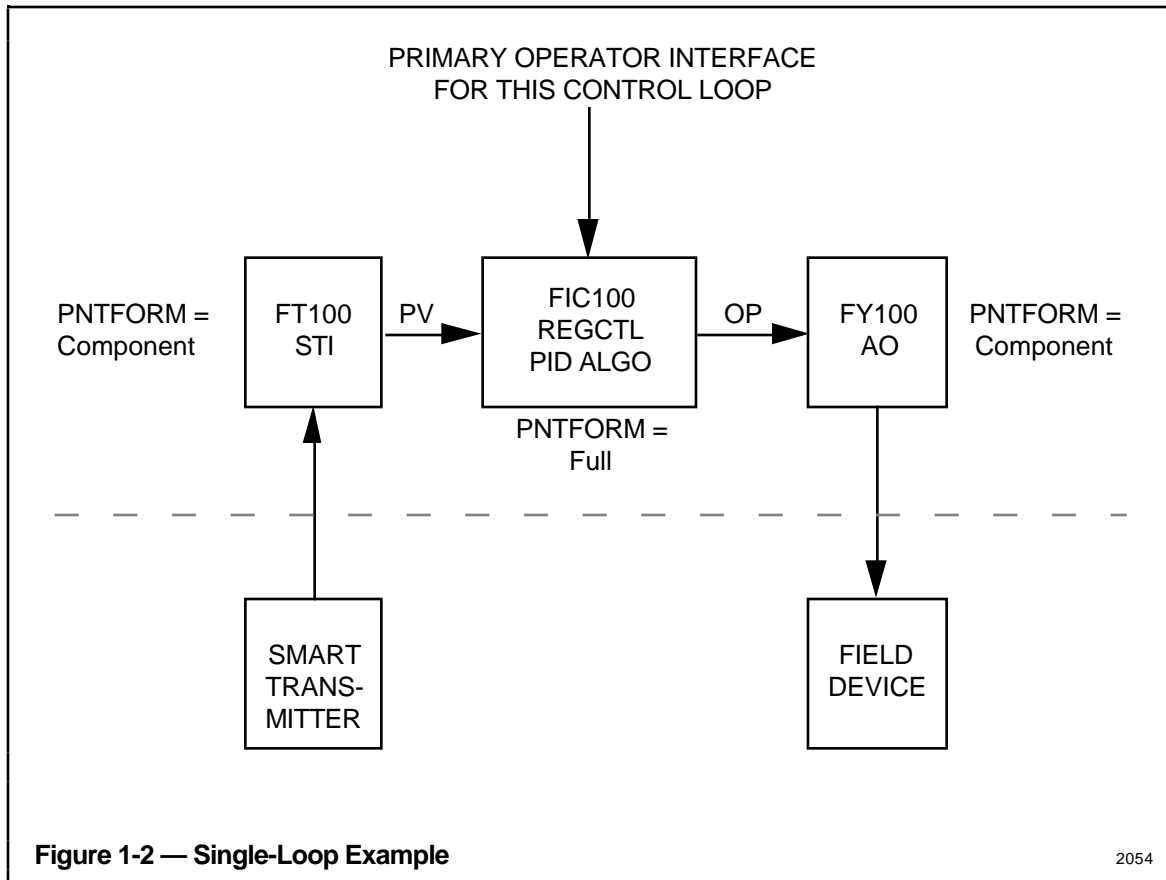 PRIMARY OPERATOR INTERFACE
FOR THIS CONTROL LOOP
PNTFORM =
Component
FT100
STI
PV
FIC100
REGCTL
PID ALGO
OP
FY100
AO
PNTFORM =
Component
PNTFORM =
Full
SMART
TRANS-
MITTER
FIELD
DEVICE
Figure 1-2 — Single-Loop Example
2054